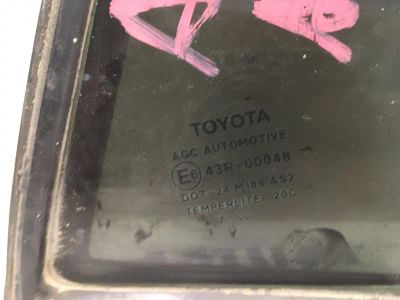 TOYOTA
AGC AUTOMOTIVE
E6 43R-00048
DOT-24 M189 AS2
TEMPERLITE 20C